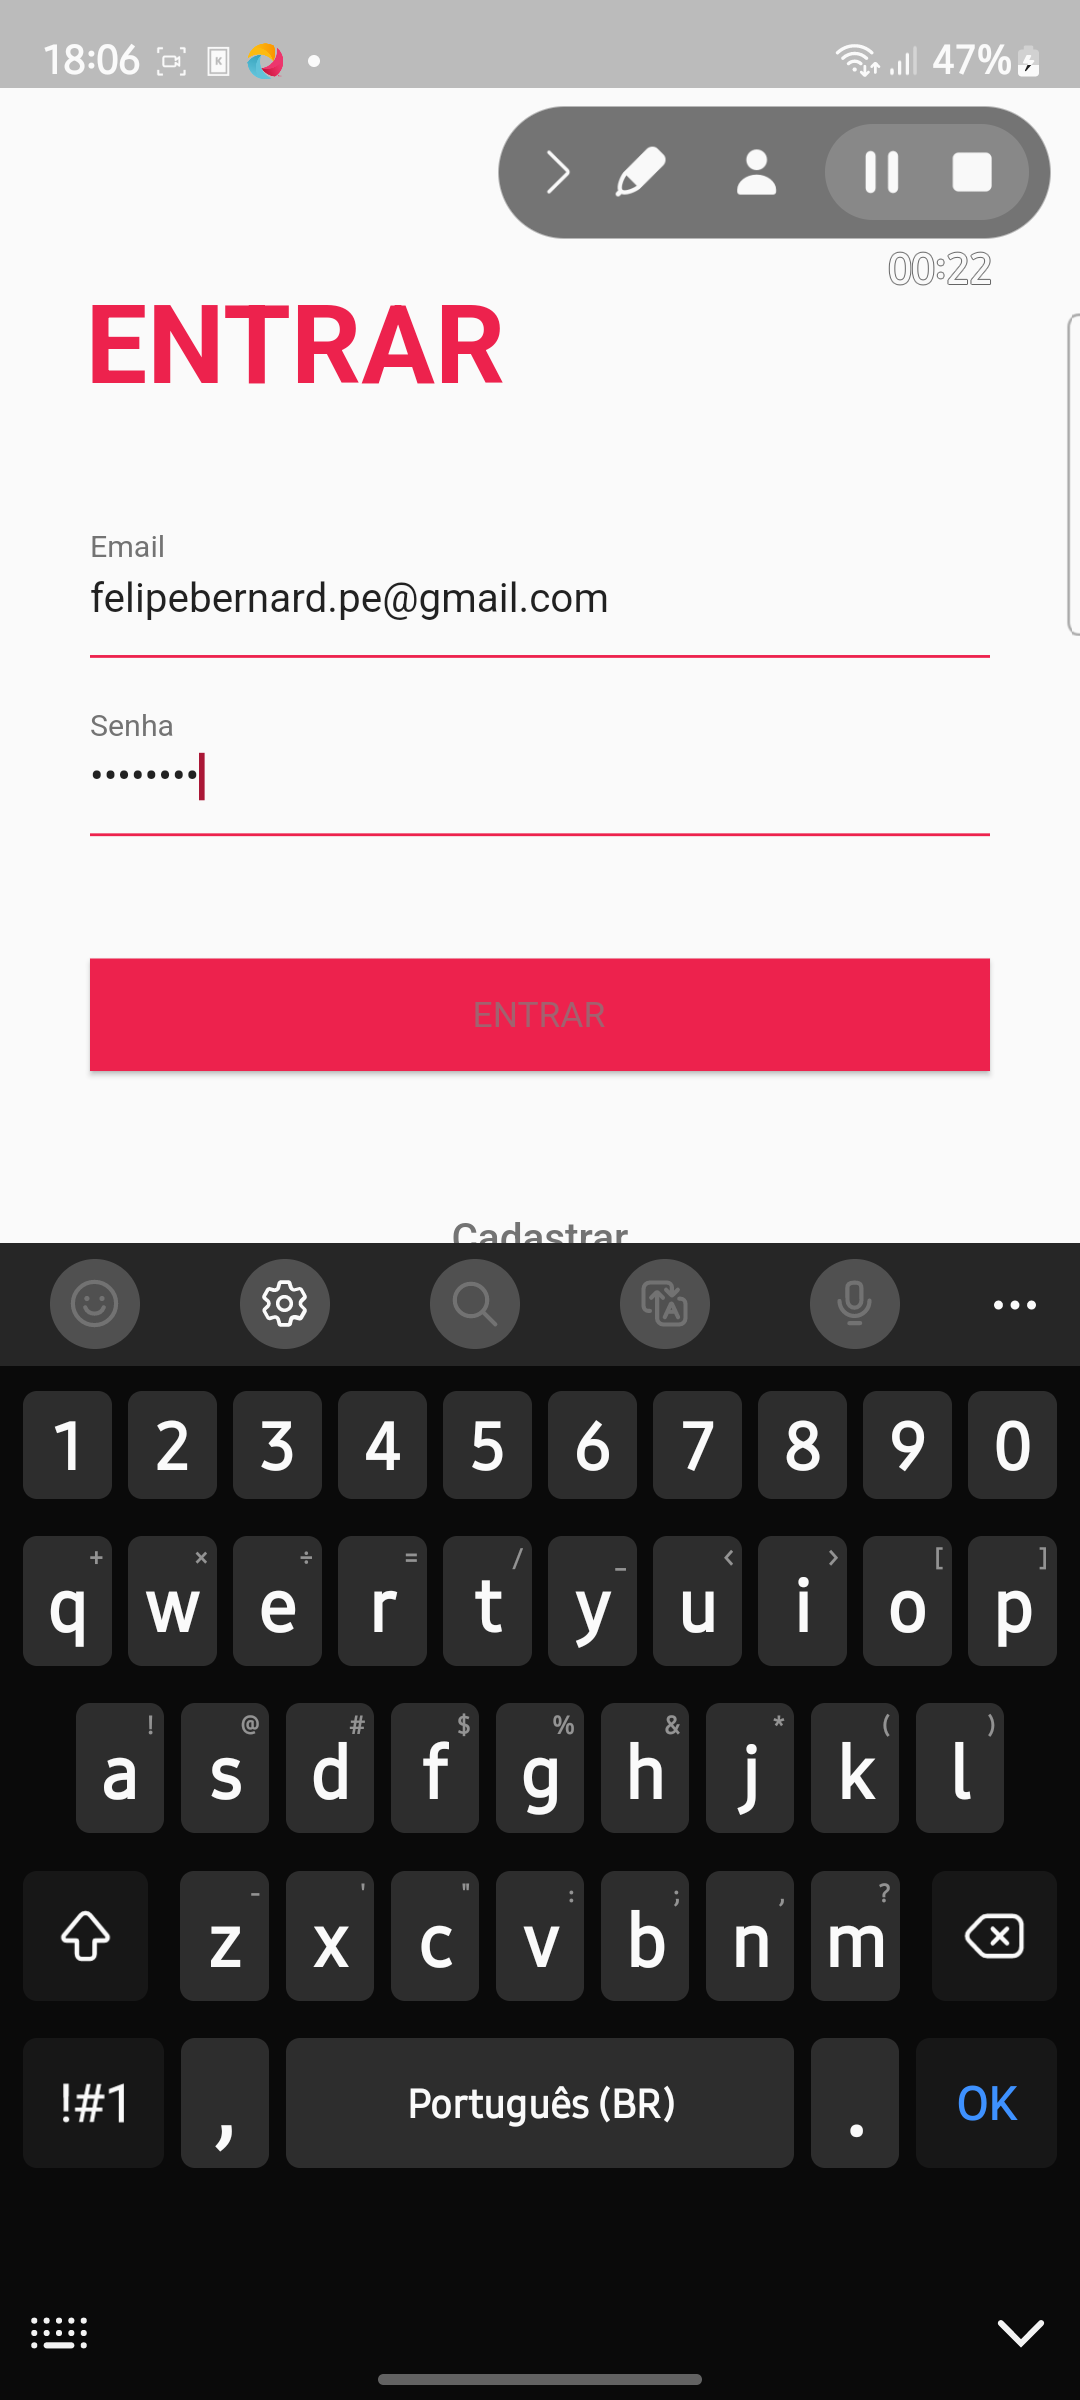 18:06
47%
00:22
ENTRAR
Email
felipebernard.pe@gmail.com
Senha
••••••••
ENTRAR
Cadastrar
1 2 3 4 5 6 7 8 9 0
+ × ÷ = / _ < > [ ]
q w e r t y u i o p
! @ # $ % & * ( )
a s d f g h j k l
- ' " : ; , ?
z x c v b n m
!#1 , Português (BR) . OK